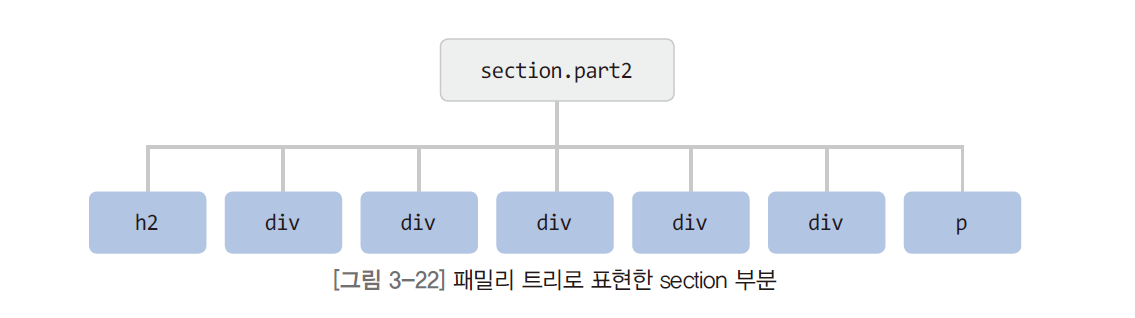 section.part2
h2 div div div div div p
[그림 3-22] 패밀리 트리로 표현한 section 부분